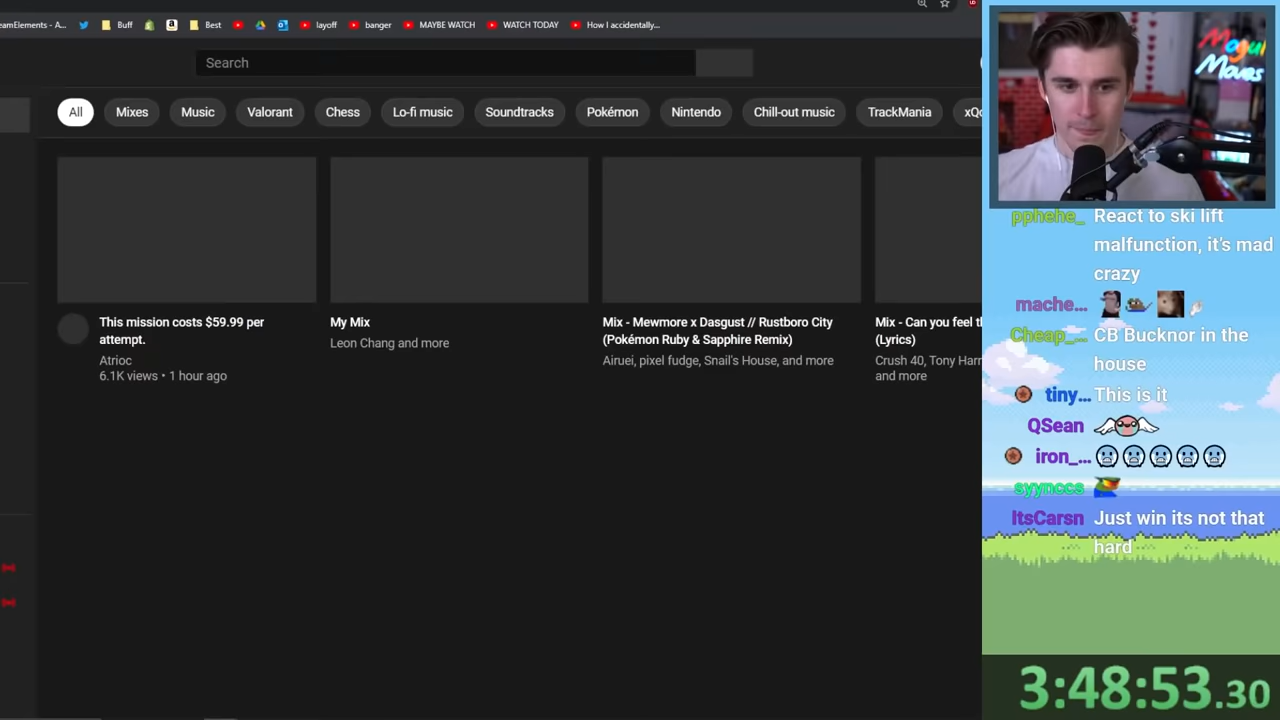 eamElements - A...
Buff
Best
layoff
banger
MAYBE WATCH
WATCH TODAY
How I accidentally...
Search
All
Mixes
Music
Valorant
Chess
Lo-fi music
Soundtracks
Pokémon
Nintendo
Chill-out music
TrackMania
xQc
This mission costs $59.99 per
attempt.
Atrioc
6.1K views • 1 hour ago
My Mix
Leon Chang and more
Mix - Mewmore x Dasgust // Rustboro City
(Pokémon Ruby & Sapphire Remix)
Airuei, pixel fudge, Snail's House, and more
Mix - Can you feel th
(Lyrics)
Crush 40, Tony Harr
and more
Mogul
Moves
pphehe_ React to ski lift
malfunction, it's mad
crazy
mache...
Cheap_... CB Bucknor in the
house
tiny... This is it
QSean
iron_...
syynccs
ItsCarsn Just win its not that
hard
3:48:53.30